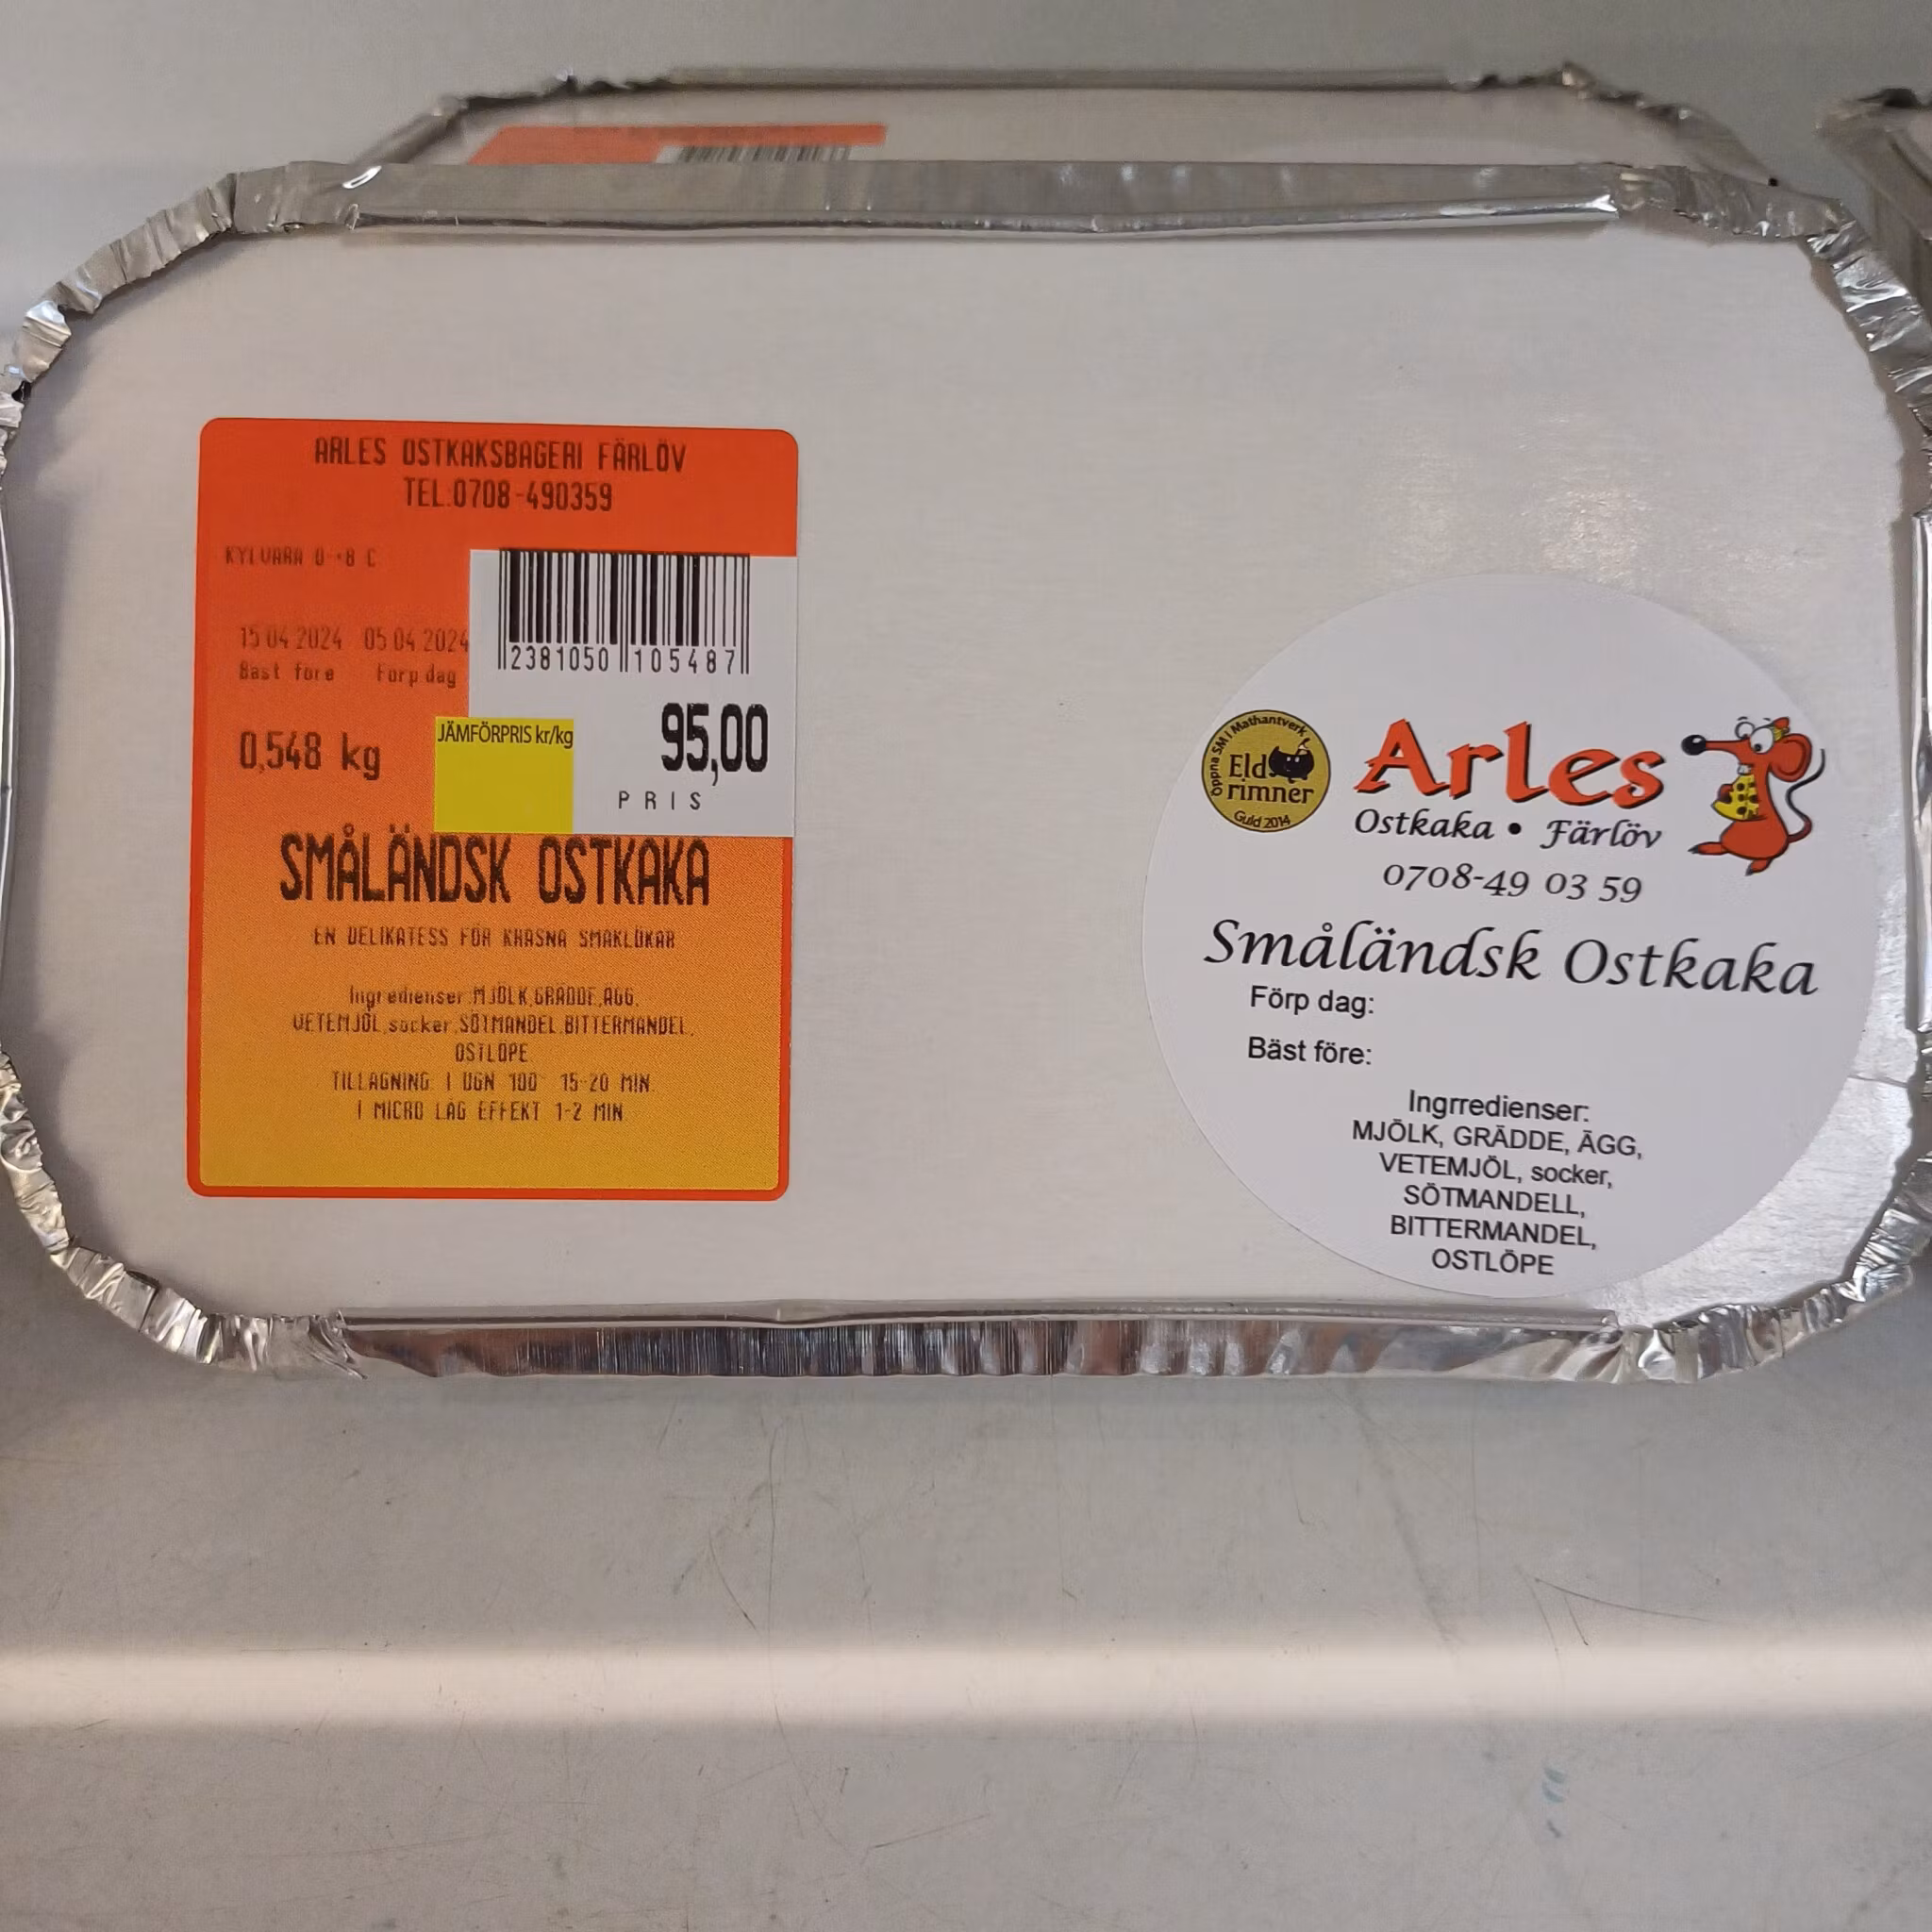 ARLES OSTKAKSBAGERI FÄRLÖV
TEL.0708-490359
KYLVARA 0-+8 C
15.04.2024 05.04.2024
Bäst före Förp dag
2381050 105487
0,548 kg
JÄMFÖRPRIS kr/kg
95,00
PRIS
SMÅLÄNDSK OSTKAKA
EN DELIKATESS FÖR KRÄSNA SMAKLÖKAR
Ingredienser:MJÖLK,GRÄDDE,ÄGG,
VETEMJÖL,socker,SÖTMANDEL,BITTERMANDEL,
OSTLÖPE
TILLAGNING: I UGN 100° 15-20 MIN.
I MICRO LÅG EFFEKT 1-2 MIN.
Öppna SM i Mathantverk
Eld
rimner
Guld 2014
Arles
Ostkaka • Färlöv
0708-49 03 59
Småländsk Ostkaka
Förp dag:
Bäst före:
Ingrredienser:
MJÖLK, GRÄDDE, ÄGG,
VETEMJÖL, socker,
SÖTMANDELL,
BITTERMANDEL,
OSTLÖPE